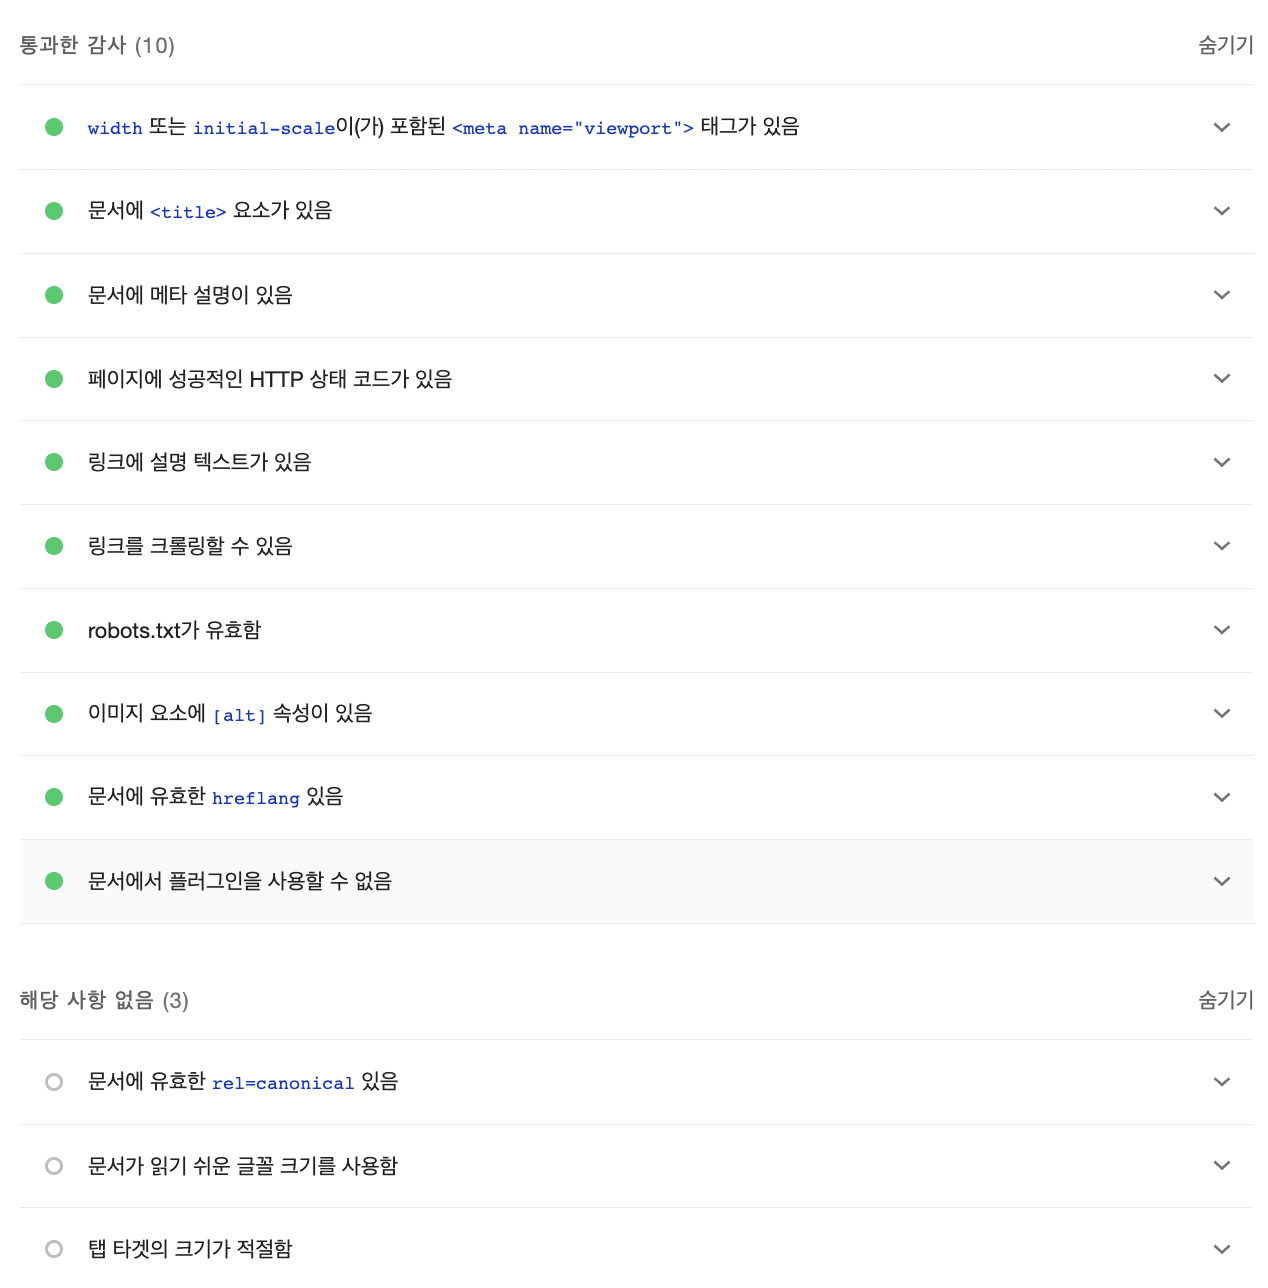 통과한 감사 (10) 숨기기
width 또는 initial-scale이(가) 포함된 <meta name="viewport"> 태그가 있음
문서에 <title> 요소가 있음
문서에 메타 설명이 있음
페이지에 성공적인 HTTP 상태 코드가 있음
링크에 설명 텍스트가 있음
링크를 크롤링할 수 있음
robots.txt가 유효함
이미지 요소에 [alt] 속성이 있음
문서에 유효한 hreflang 있음
문서에서 플러그인을 사용할 수 없음
해당 사항 없음 (3) 숨기기
문서에 유효한 rel=canonical 있음
문서가 읽기 쉬운 글꼴 크기를 사용함
탭 타겟의 크기가 적절함